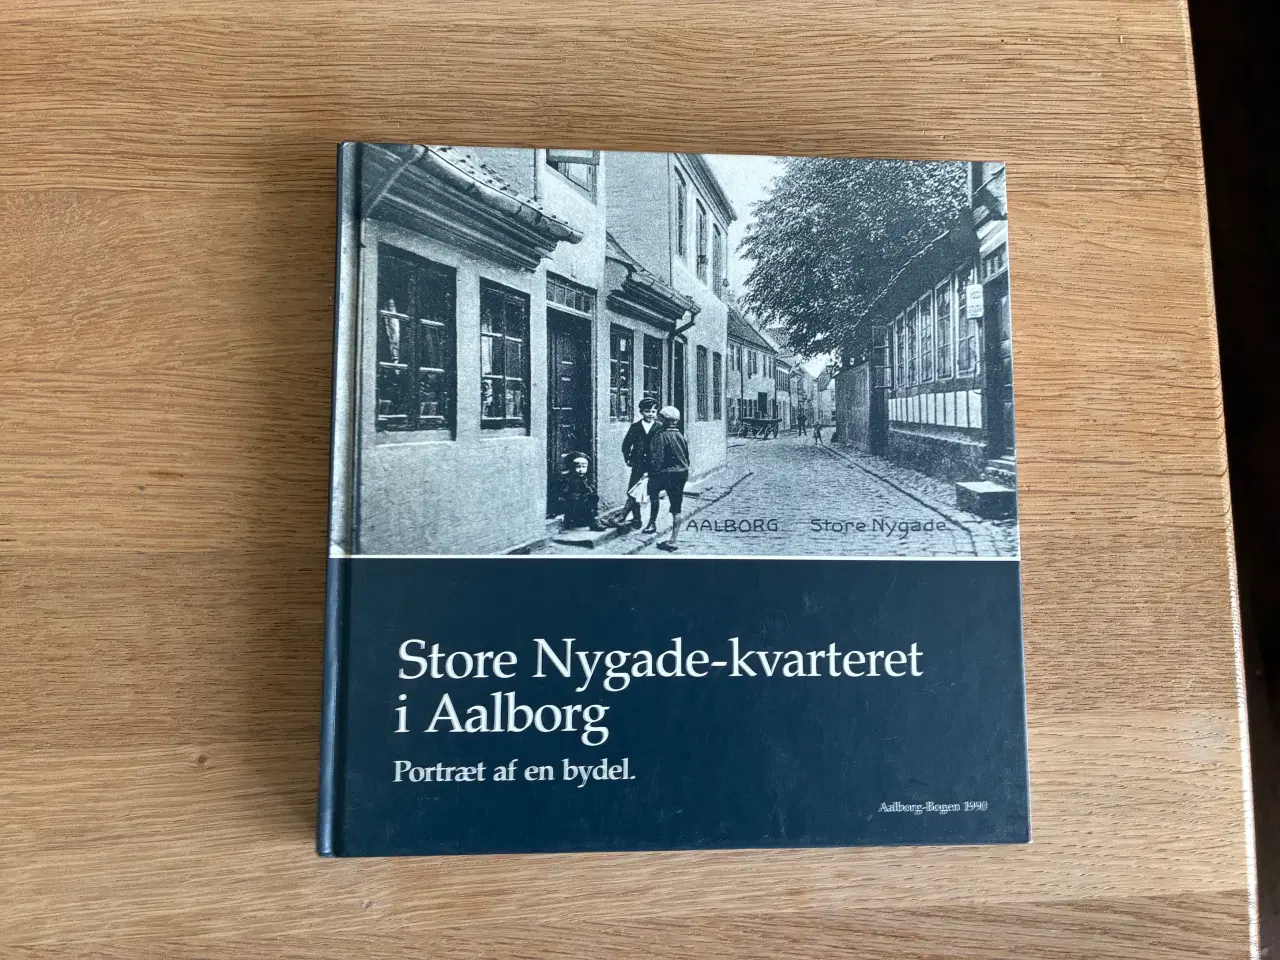 AALBORG Store Nygade
Store Nygade-kvarteret
i Aalborg
Portræt af en bydel.
Aalborg-Bogen 1990